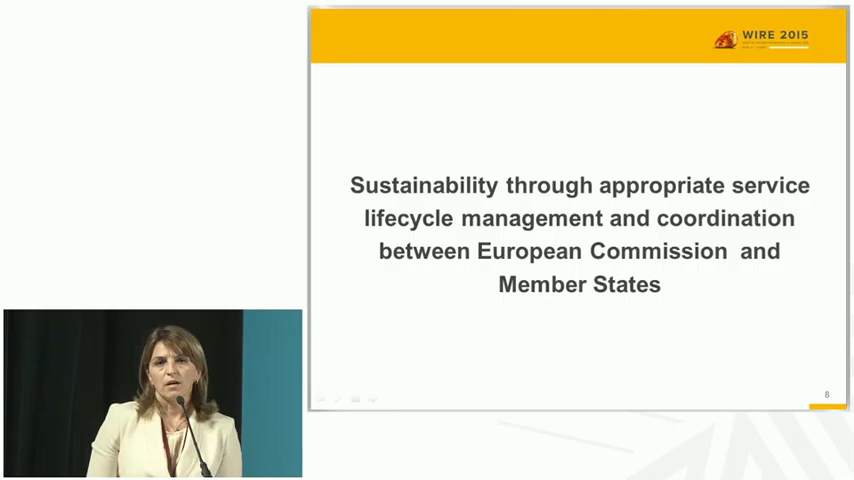 WIRE 2015
Sustainability through appropriate service
lifecycle management and coordination
between European Commission and
Member States
8